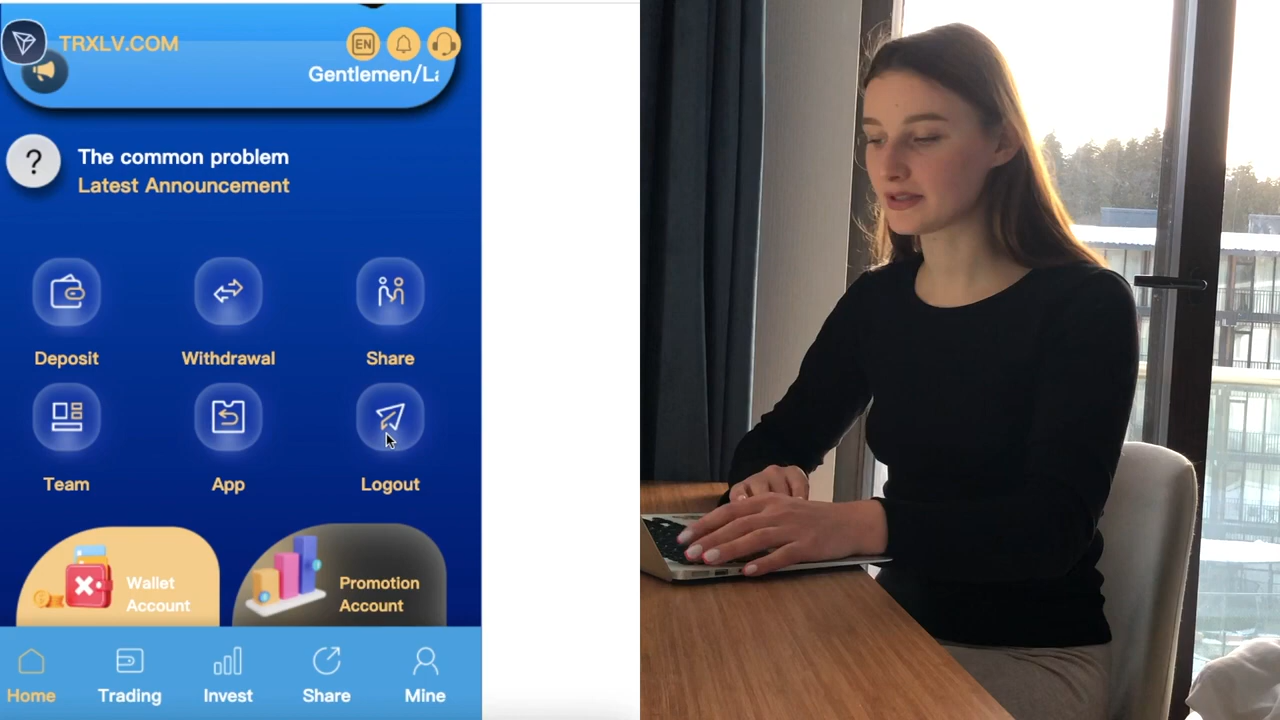 TRXLV.COM
EN
Gentlemen/La
?
The common problem
Latest Announcement
Deposit
Withdrawal
Share
Team
App
Logout
Wallet
Account
Promotion
Account
Home
Trading
Invest
Share
Mine